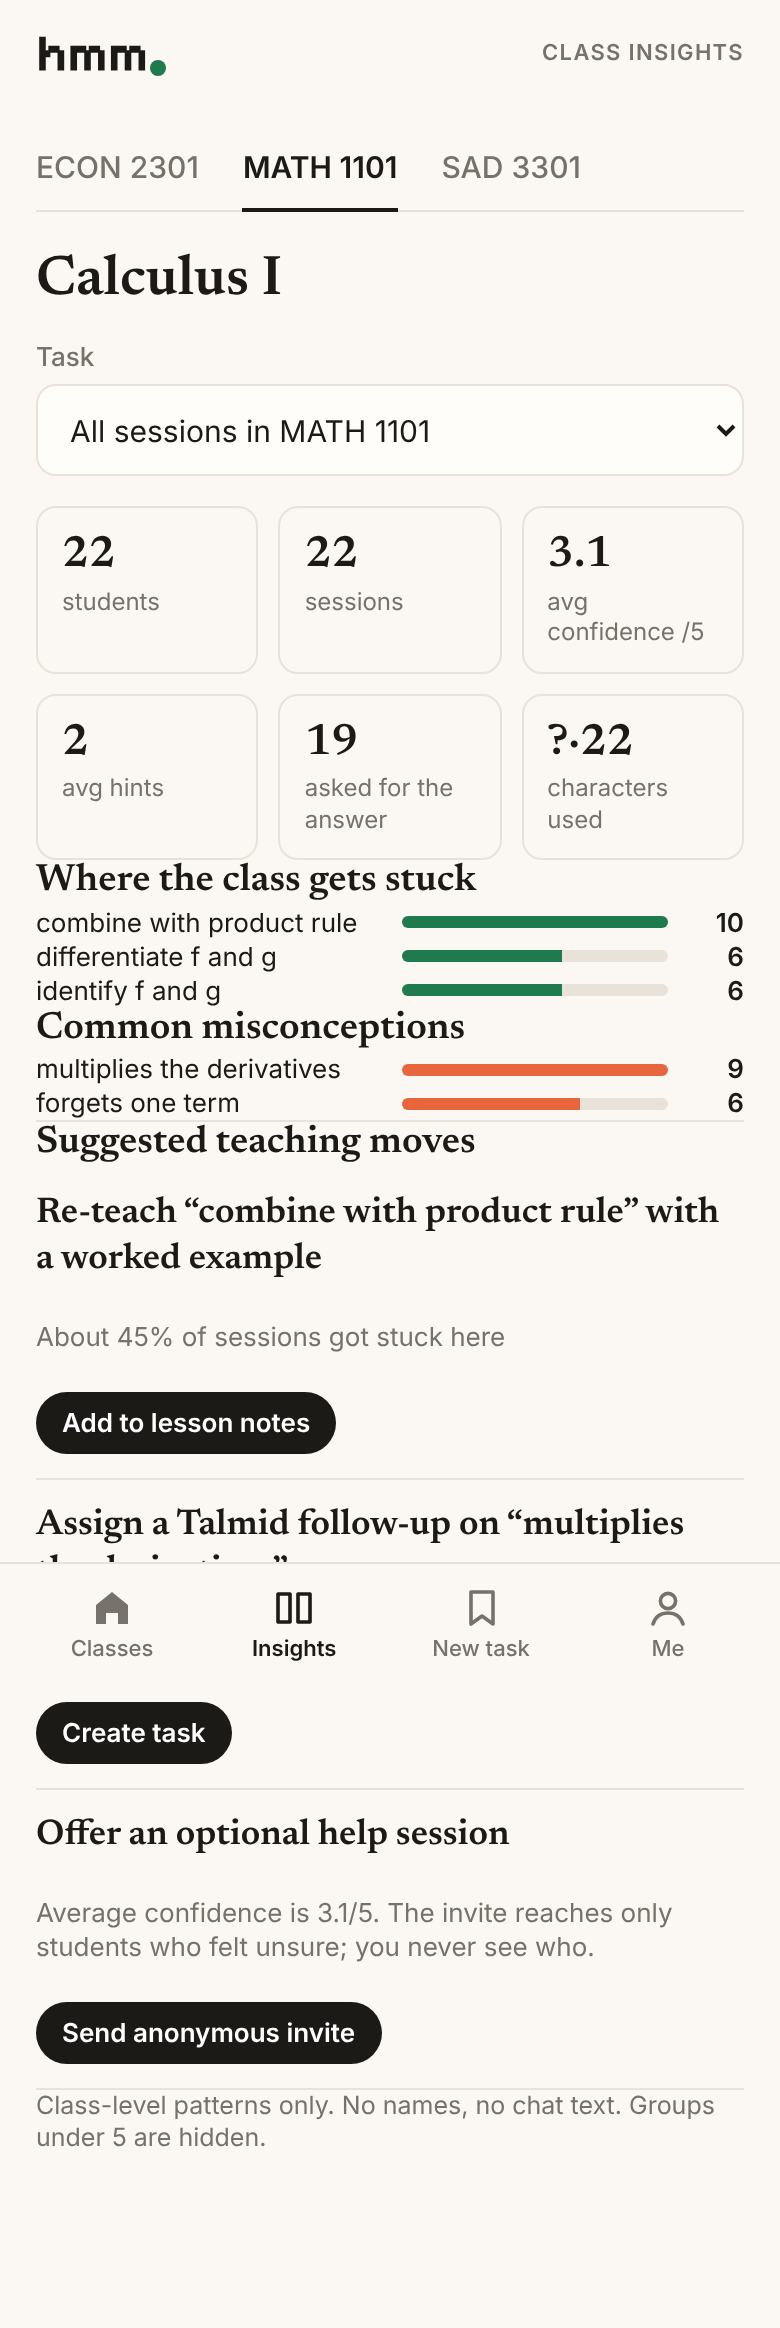 hmm.
CLASS INSIGHTS
ECON 2301
MATH 1101
SAD 3301
Calculus I
Task
All sessions in MATH 1101
22
students
22
sessions
3.1
avg
confidence /5
2
avg hints
19
asked for the
answer
?·22
characters
used
Where the class gets stuck
combine with product rule
10
differentiate f and g
6
identify f and g
6
Common misconceptions
multiplies the derivatives
9
forgets one term
6
Suggested teaching moves
Re-teach “combine with product rule” with
a worked example
About 45% of sessions got stuck here
Add to lesson notes
Assign a Talmid follow-up on “multiplies
Classes
Insights
New task
Me
Create task
Offer an optional help session
Average confidence is 3.1/5. The invite reaches only
students who felt unsure; you never see who.
Send anonymous invite
Class-level patterns only. No names, no chat text. Groups
under 5 are hidden.